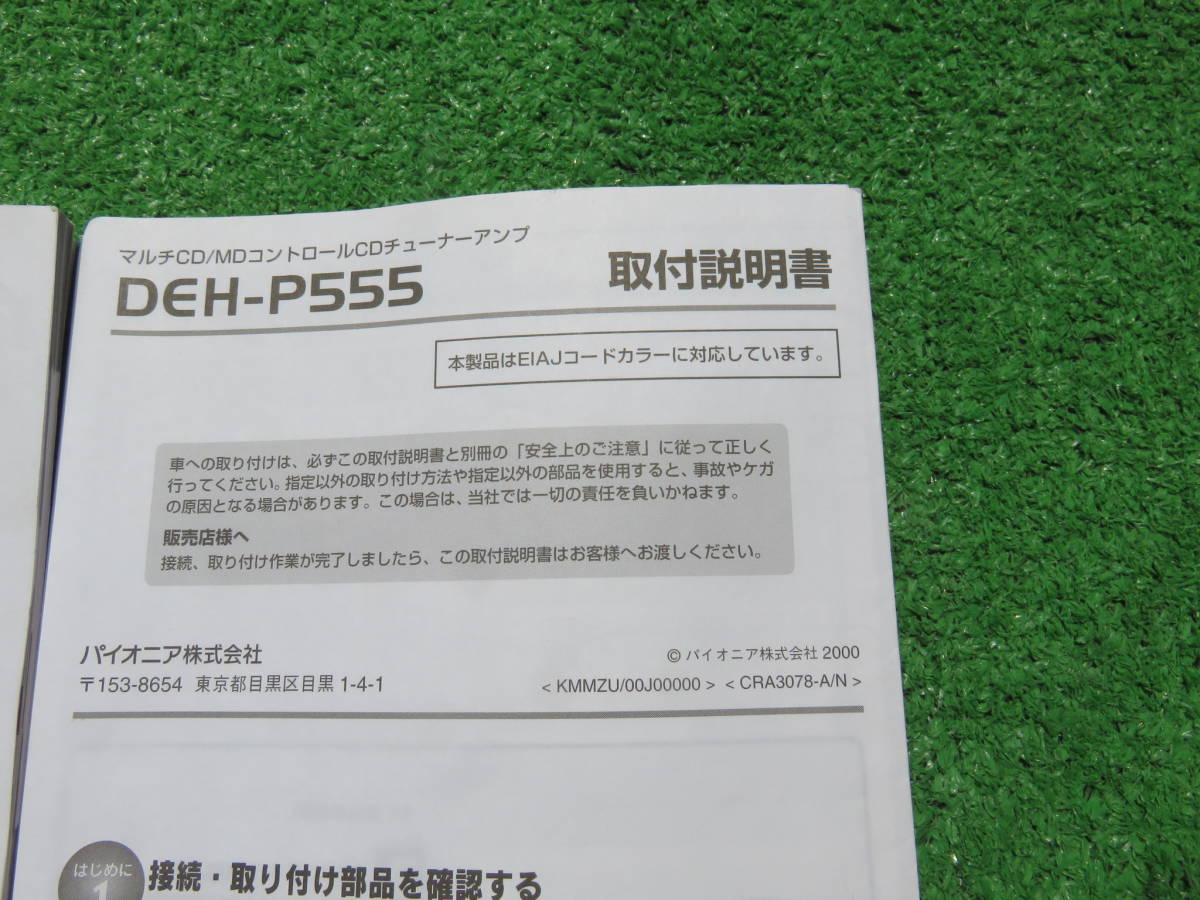 マルチCD/MDコントロールCDチューナーアンプ
DEH-P555
取付説明書
本製品はEIAJコードカラーに対応しています。
車への取り付けは、必ずこの取付説明書と別冊の「安全上のご注意」に従って正しく
行ってください。指定以外の取り付け方法や指定以外の部品を使用すると、事故やケガ
の原因となる場合があります。この場合は、当社では一切の責任を負いかねます。
販売店様へ
接続、取り付け作業が完了しましたら、この取付説明書はお客様へお渡しください。
パイオニア株式会社
〒153-8654 東京都目黒区目黒 1-4-1
© パイオニア株式会社 2000
< KMMZU/00J00000 > < CRA3078-A/N >
はじめに
1
接続・取り付け部品を確認する